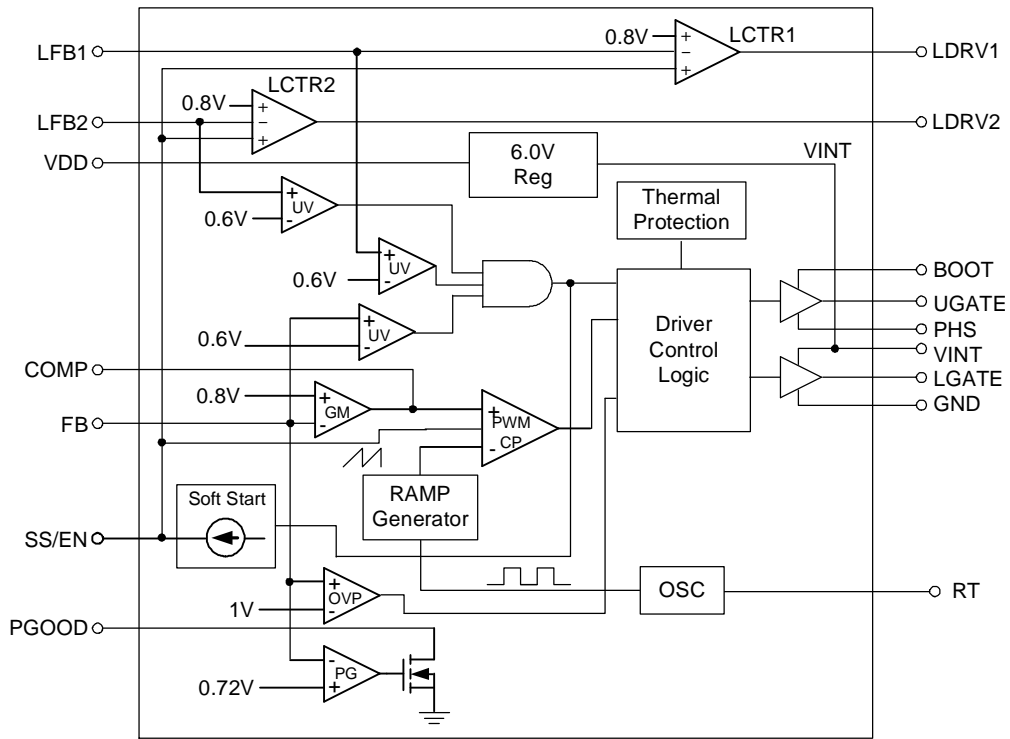 LFB1
0.8V
+
−
+
LCTR1
LDRV1
LCTR2
0.8V
+
−
+
LFB2
LDRV2
VDD
6.0V
Reg
VINT
0.6V
+
-
UV
Thermal
Protection
0.6V
+
-
UV
BOOT
UGATE
PHS
0.6V
+
-
UV
Driver
Control
Logic
VINT
COMP
LGATE
0.8V
+
-
GM
GND
FB
+
PWM
CP
-
RAMP
Generator
Soft Start
SS/EN
1V
+
-
OVP
OSC
RT
PGOOD
0.72V
-
+
PG